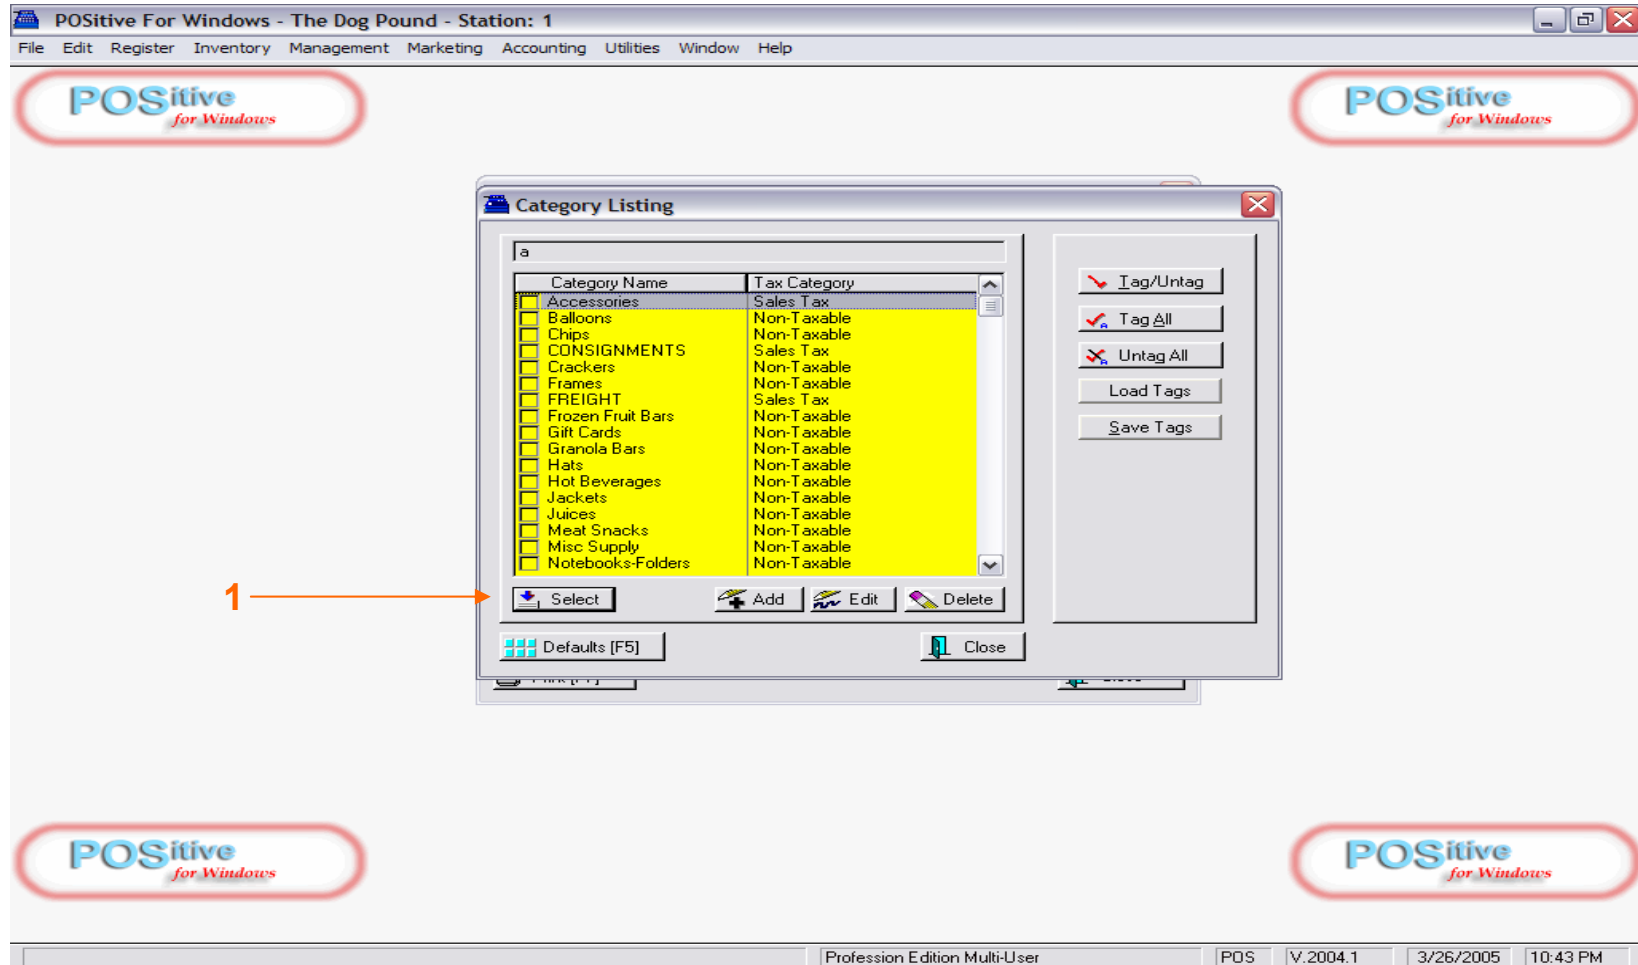 POSitive For Windows - The Dog Pound - Station: 1
File Edit Register Inventory Management Marketing Accounting Utilities Window Help
POSitive for Windows
POSitive for Windows
Category Listing
a
Category Name Tax Category
Accessories Sales Tax
Balloons Non-Taxable
Chips Non-Taxable
CONSIGNMENTS Sales Tax
Crackers Non-Taxable
Frames Non-Taxable
FREIGHT Sales Tax
Frozen Fruit Bars Non-Taxable
Gift Cards Non-Taxable
Granola Bars Non-Taxable
Hats Non-Taxable
Hot Beverages Non-Taxable
Jackets Non-Taxable
Juices Non-Taxable
Meat Snacks Non-Taxable
Misc Supply Non-Taxable
Notebooks-Folders Non-Taxable
Tag/Untag
Tag All
Untag All
Load Tags
Save Tags
1
Select Add Edit Delete
Defaults [F5] Close
POSitive for Windows
POSitive for Windows
Profession Edition Multi-User POS V.2004.1 3/26/2005 10:43 PM